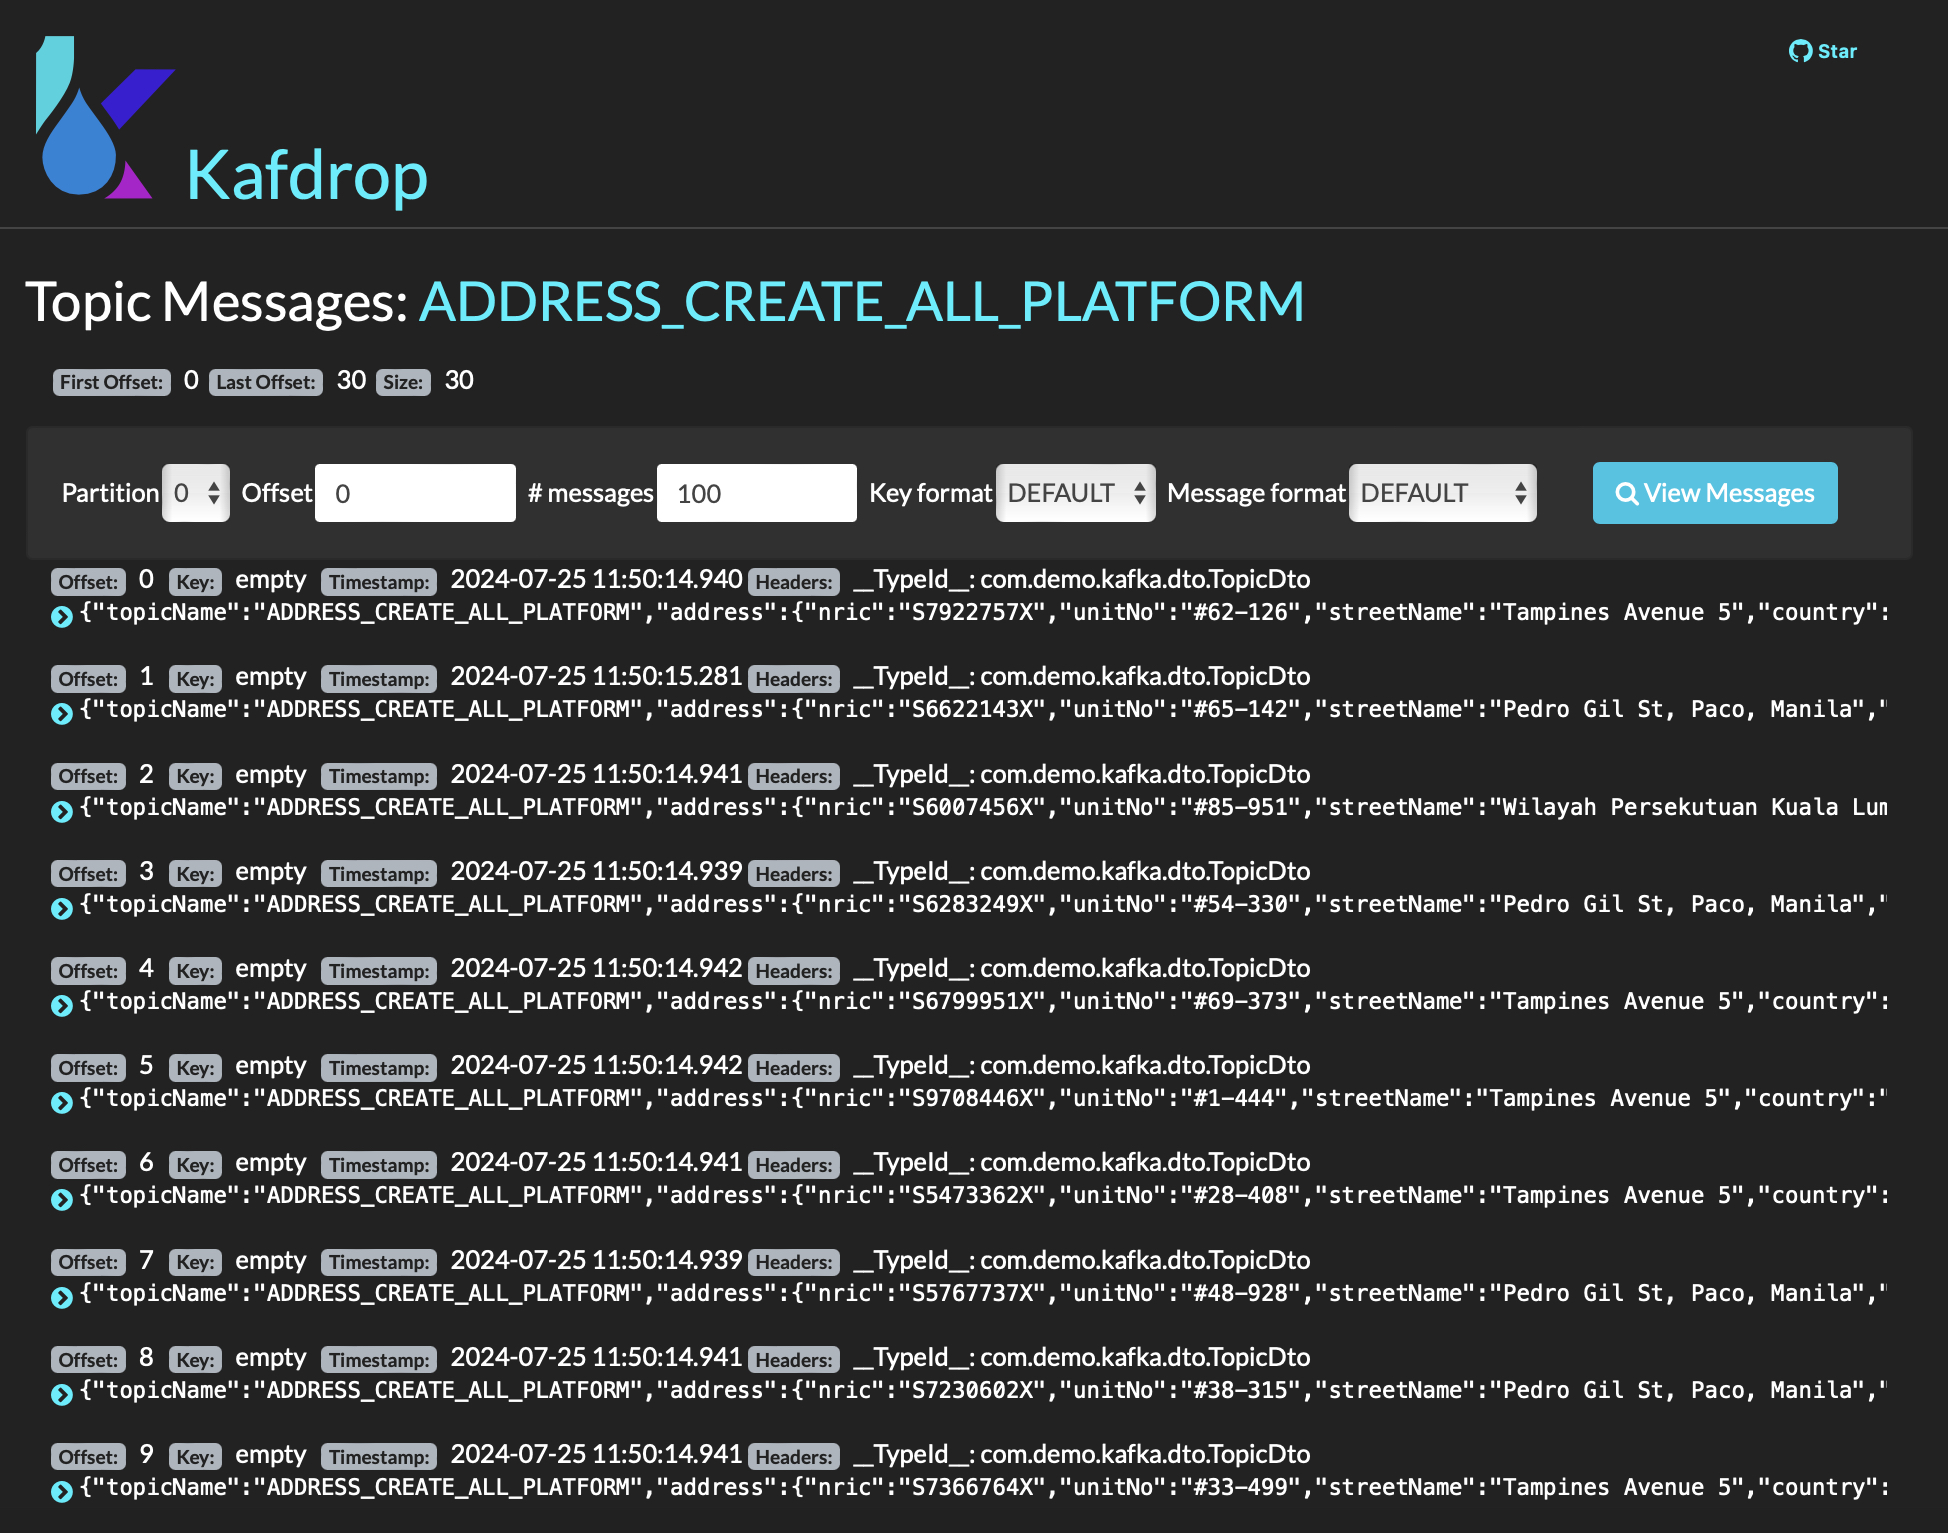 Star
Kafdrop
Topic Messages: ADDRESS_CREATE_ALL_PLATFORM
First Offset: 0 Last Offset: 30 Size: 30
Partition 0 Offset 0 # messages 100 Key format DEFAULT Message format DEFAULT View Messages
Offset: 0 Key: empty Timestamp: 2024-07-25 11:50:14.940 Headers: __TypeId__: com.demo.kafka.dto.TopicDto
{"topicName":"ADDRESS_CREATE_ALL_PLATFORM","address":{"nric":"S7922757X","unitNo":"#62-126","streetName":"Tampines Avenue 5","country":
Offset: 1 Key: empty Timestamp: 2024-07-25 11:50:15.281 Headers: __TypeId__: com.demo.kafka.dto.TopicDto
{"topicName":"ADDRESS_CREATE_ALL_PLATFORM","address":{"nric":"S6622143X","unitNo":"#65-142","streetName":"Pedro Gil St, Paco, Manila","
Offset: 2 Key: empty Timestamp: 2024-07-25 11:50:14.941 Headers: __TypeId__: com.demo.kafka.dto.TopicDto
{"topicName":"ADDRESS_CREATE_ALL_PLATFORM","address":{"nric":"S6007456X","unitNo":"#85-951","streetName":"Wilayah Persekutuan Kuala Lum
Offset: 3 Key: empty Timestamp: 2024-07-25 11:50:14.939 Headers: __TypeId__: com.demo.kafka.dto.TopicDto
{"topicName":"ADDRESS_CREATE_ALL_PLATFORM","address":{"nric":"S6283249X","unitNo":"#54-330","streetName":"Pedro Gil St, Paco, Manila","
Offset: 4 Key: empty Timestamp: 2024-07-25 11:50:14.942 Headers: __TypeId__: com.demo.kafka.dto.TopicDto
{"topicName":"ADDRESS_CREATE_ALL_PLATFORM","address":{"nric":"S6799951X","unitNo":"#69-373","streetName":"Tampines Avenue 5","country":
Offset: 5 Key: empty Timestamp: 2024-07-25 11:50:14.942 Headers: __TypeId__: com.demo.kafka.dto.TopicDto
{"topicName":"ADDRESS_CREATE_ALL_PLATFORM","address":{"nric":"S9708446X","unitNo":"#1-444","streetName":"Tampines Avenue 5","country":"
Offset: 6 Key: empty Timestamp: 2024-07-25 11:50:14.941 Headers: __TypeId__: com.demo.kafka.dto.TopicDto
{"topicName":"ADDRESS_CREATE_ALL_PLATFORM","address":{"nric":"S5473362X","unitNo":"#28-408","streetName":"Tampines Avenue 5","country":
Offset: 7 Key: empty Timestamp: 2024-07-25 11:50:14.939 Headers: __TypeId__: com.demo.kafka.dto.TopicDto
{"topicName":"ADDRESS_CREATE_ALL_PLATFORM","address":{"nric":"S5767737X","unitNo":"#48-928","streetName":"Pedro Gil St, Paco, Manila","
Offset: 8 Key: empty Timestamp: 2024-07-25 11:50:14.941 Headers: __TypeId__: com.demo.kafka.dto.TopicDto
{"topicName":"ADDRESS_CREATE_ALL_PLATFORM","address":{"nric":"S7230602X","unitNo":"#38-315","streetName":"Pedro Gil St, Paco, Manila","
Offset: 9 Key: empty Timestamp: 2024-07-25 11:50:14.941 Headers: __TypeId__: com.demo.kafka.dto.TopicDto
{"topicName":"ADDRESS_CREATE_ALL_PLATFORM","address":{"nric":"S7366764X","unitNo":"#33-499","streetName":"Tampines Avenue 5","country":